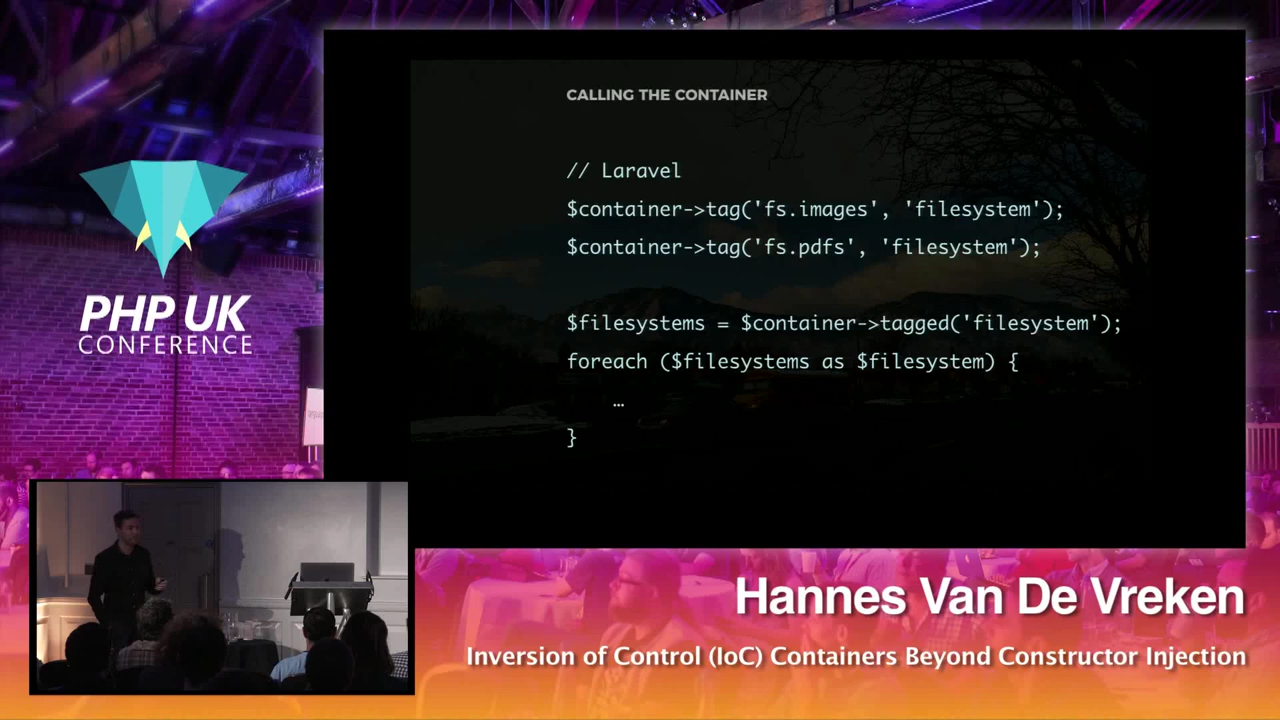 CALLING THE CONTAINER
// Laravel
$container->tag('fs.images', 'filesystem');
$container->tag('fs.pdfs', 'filesystem');
$filesystems = $container->tagged('filesystem');
foreach ($filesystems as $filesystem) {
…
}
PHP UK
CONFERENCE
Hannes Van De Vreken
Inversion of Control (IoC) Containers Beyond Constructor Injection